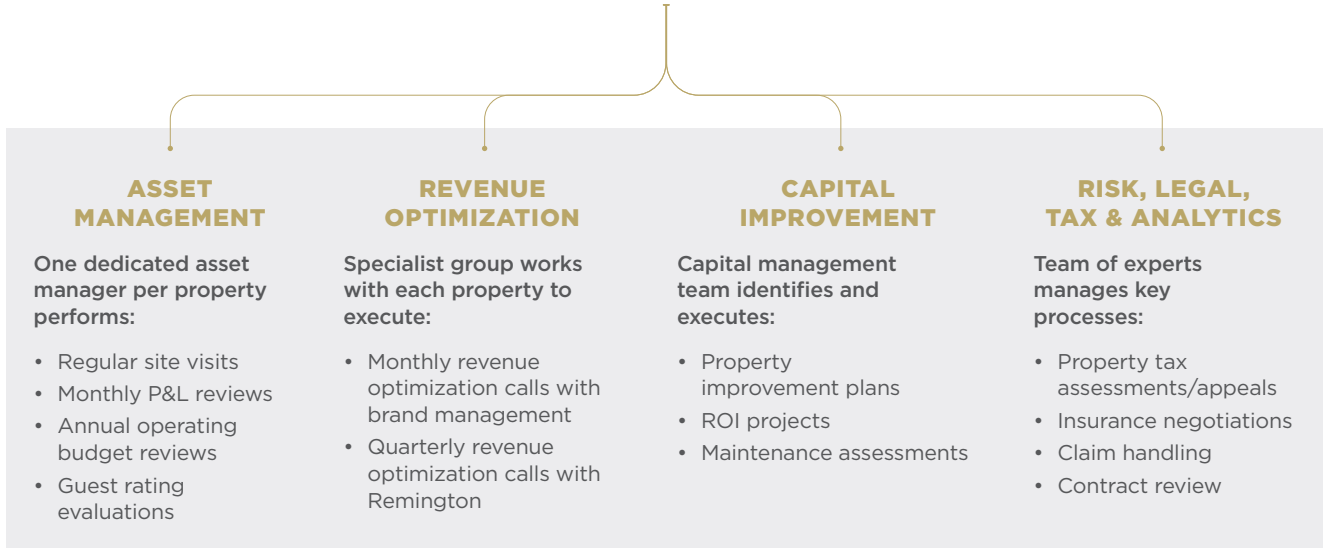 ASSET
MANAGEMENT
One dedicated asset
manager per property
performs:
• Regular site visits
• Monthly P&L reviews
• Annual operating
budget reviews
• Guest rating
evaluations
REVENUE
OPTIMIZATION
Specialist group works
with each property to
execute:
• Monthly revenue
optimization calls with
brand management
• Quarterly revenue
optimization calls with
Remington
CAPITAL
IMPROVEMENT
Capital management
team identifies and
executes:
• Property
improvement plans
• ROI projects
• Maintenance assessments
RISK, LEGAL,
TAX & ANALYTICS
Team of experts
manages key
processes:
• Property tax
assessments/appeals
• Insurance negotiations
• Claim handling
• Contract review